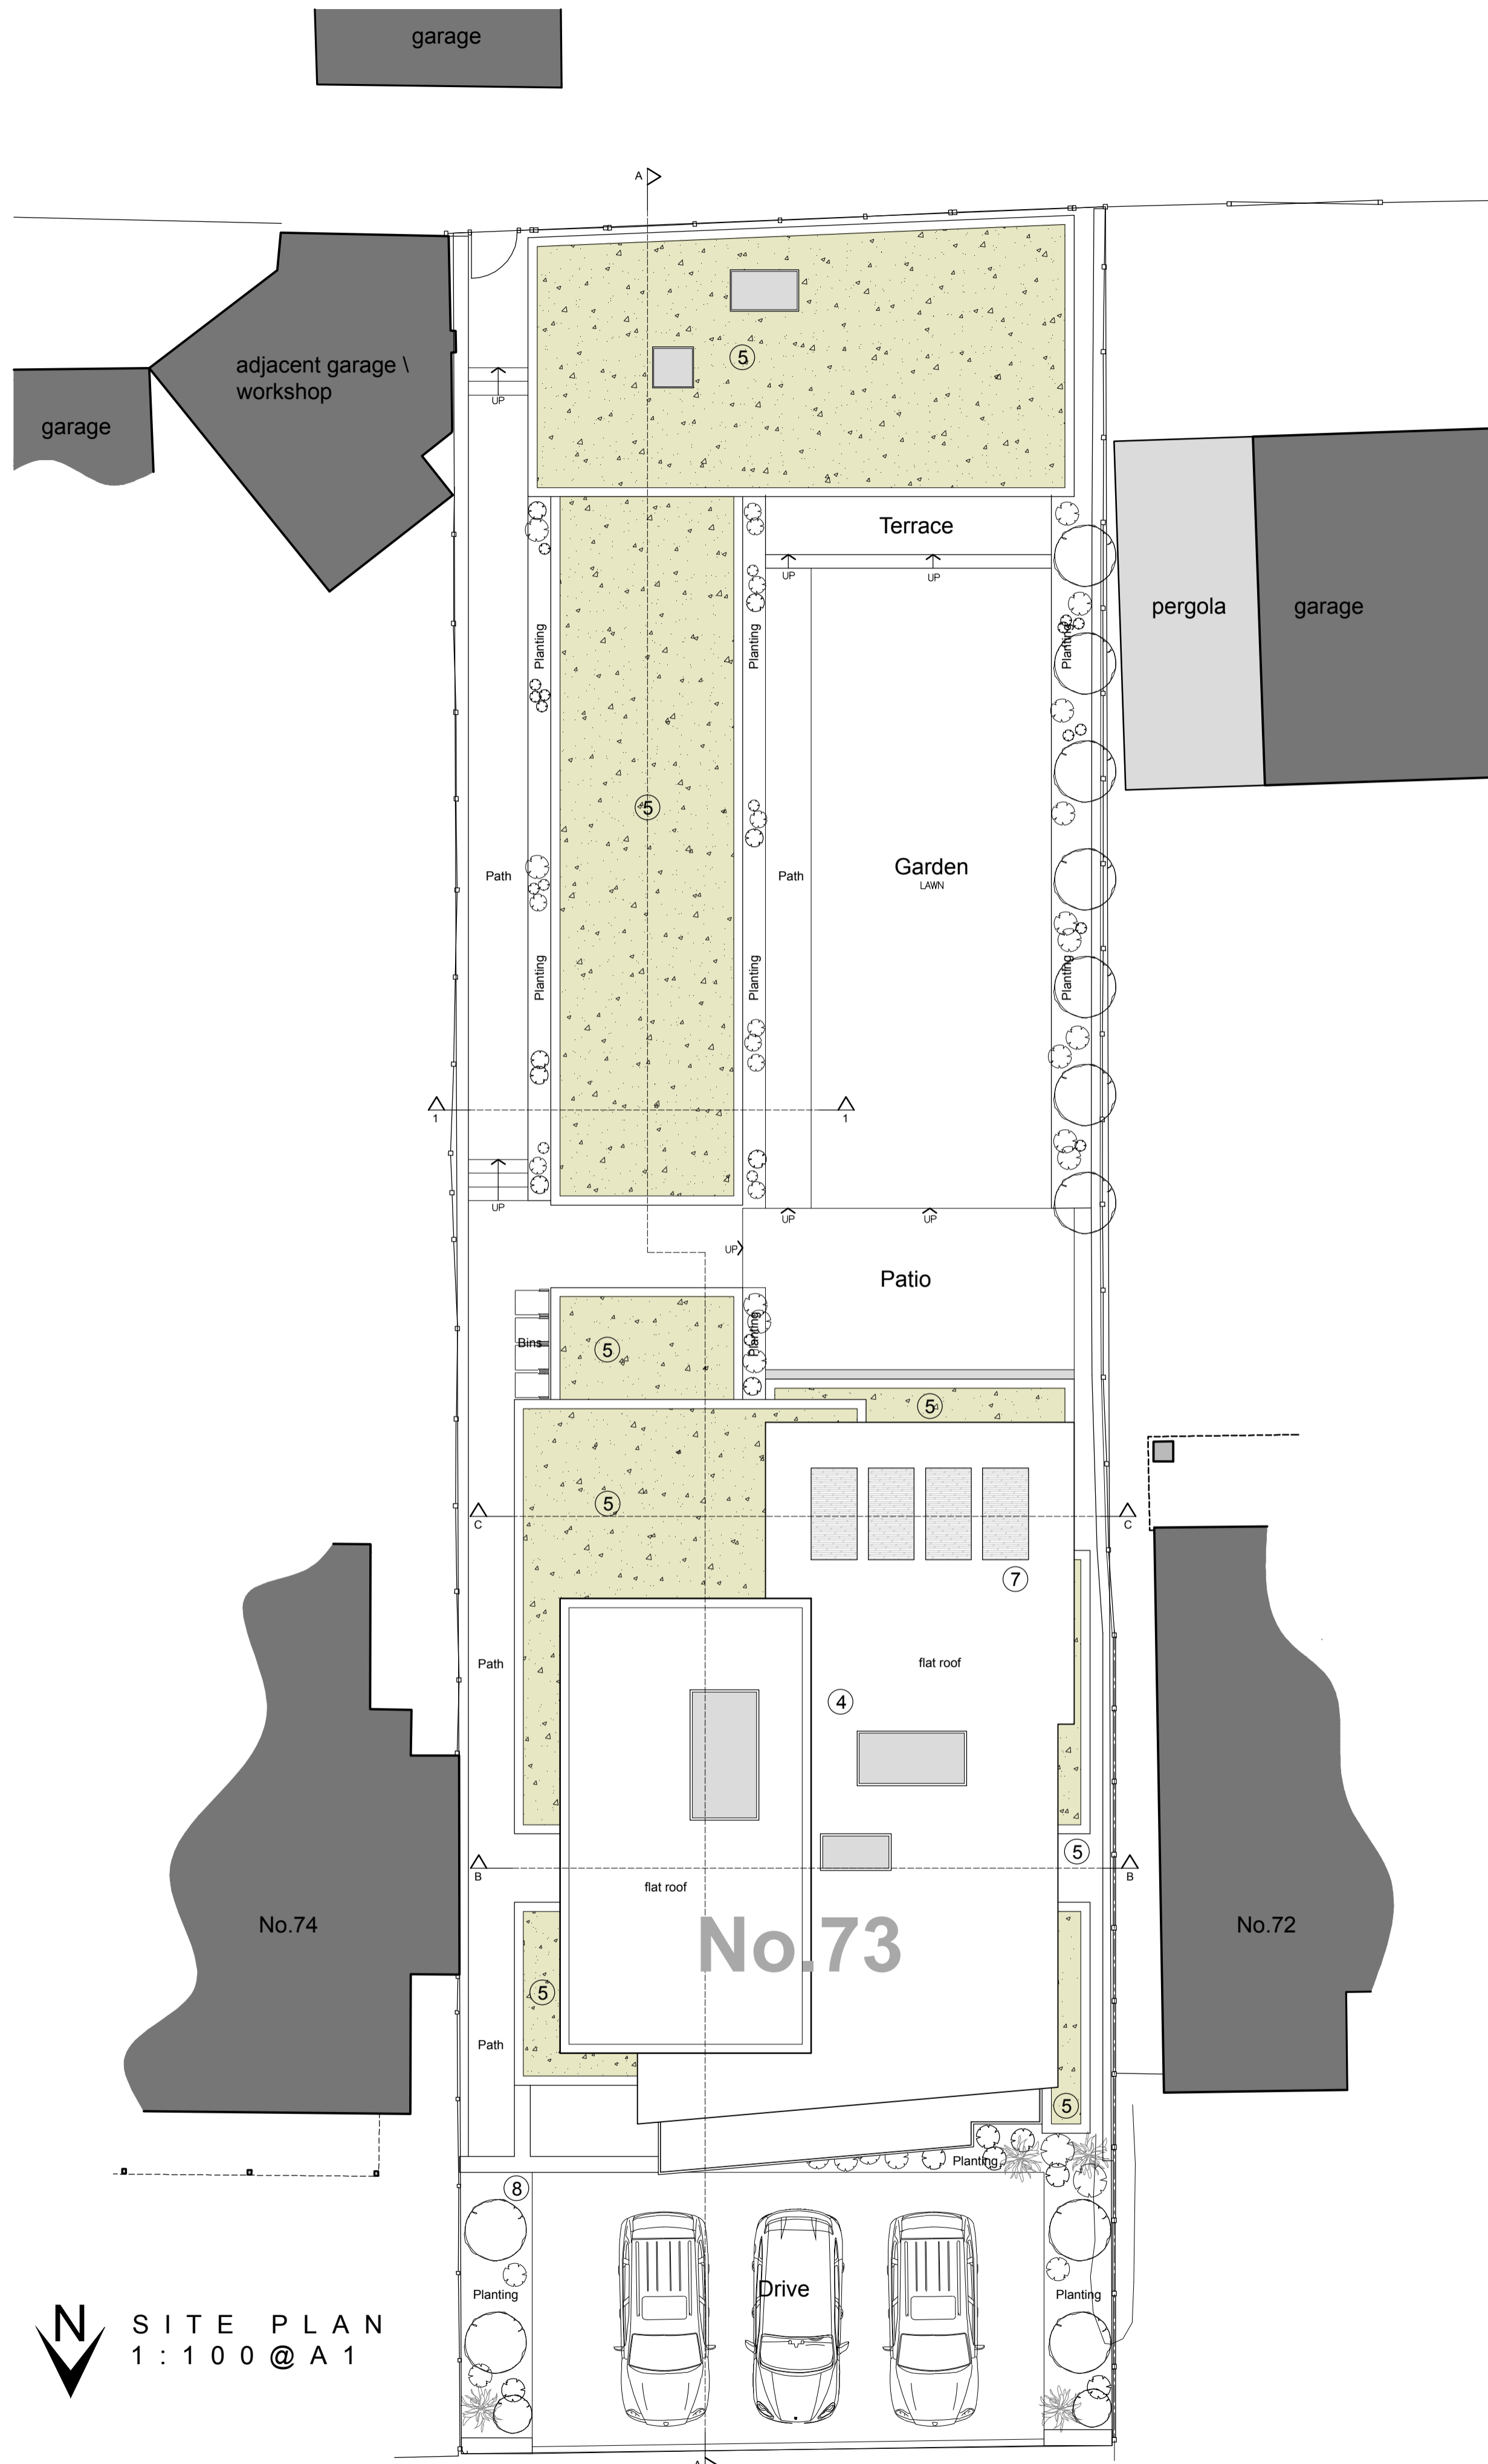 garage
A
adjacent garage \
workshop
garage
5
UP
Terrace
UP
UP
pergola
garage
Planting
Planting
Planting
5
Path
Path
Garden
LAWN
Planting
Planting
Planting
1
1
UP
UP
UP
UP
Patio
Bins
Planting
5
5
5
C
C
7
Path
flat roof
4
5
B
B
flat roof
No.74
No.73
No.72
5
Path
5
Planting
8
Drive
Planting
Planting
N
SITE PLAN
1:100@A1
A